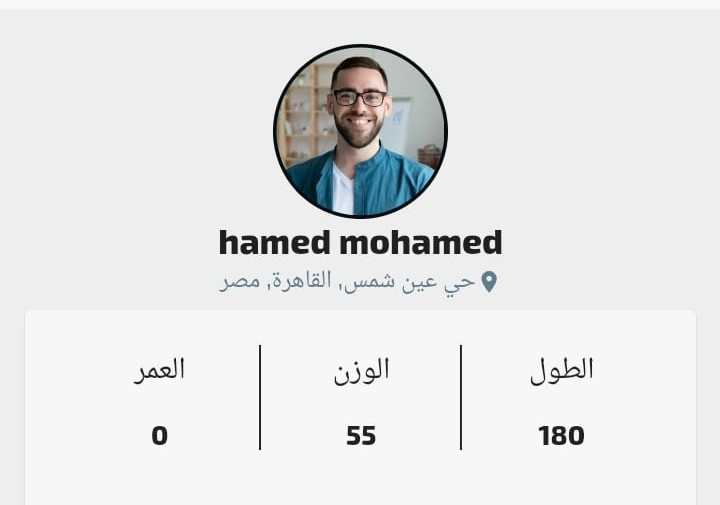 hamed mohamed
حي عين شمس, القاهرة, مصر
الطول الوزن العمر
180 55 0